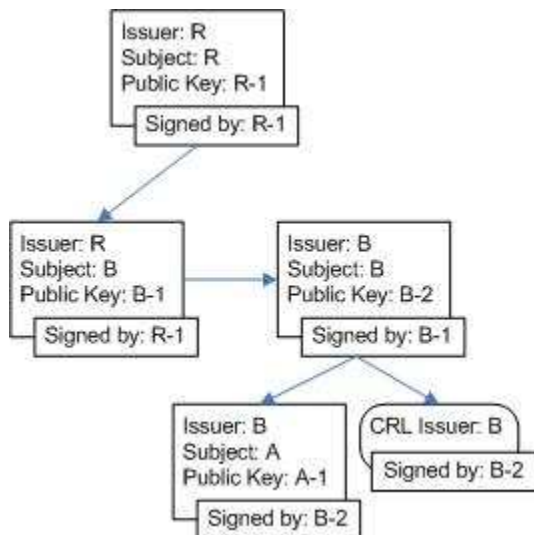 Issuer: R
Subject: R
Public Key: R-1
Signed by: R-1
Issuer: R
Subject: B
Public Key: B-1
Signed by: R-1
Issuer: B
Subject: B
Public Key: B-2
Signed by: B-1
Issuer: B
Subject: A
Public Key: A-1
Signed by: B-2
CRL Issuer: B
Signed by: B-2